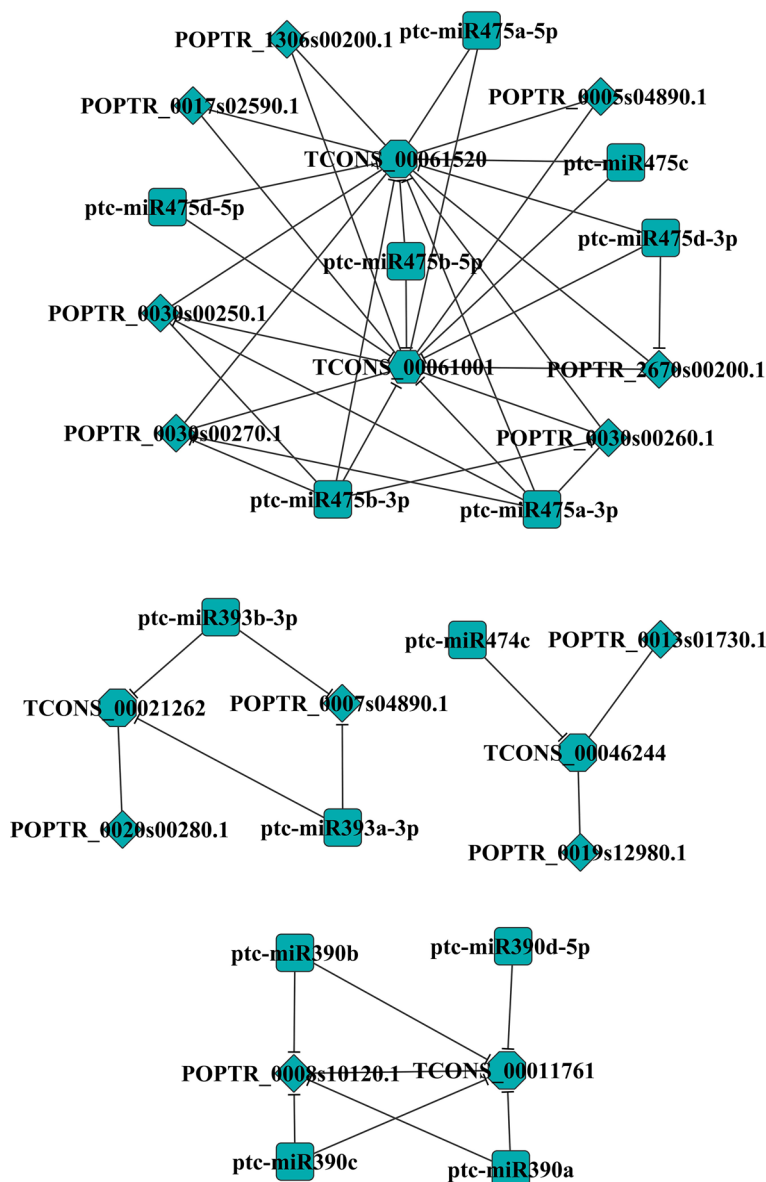 POPTR_1306s00200.1
ptc-miR475a-5p
POPTR_0017s02590.1
POPTR_0005s04890.1
TCONS_00061520
ptc-miR475c
ptc-miR475d-5p
ptc-miR475d-3p
ptc-miR475b-5p
POPTR_0030s00250.1
TCONS_00061001
POPTR_2670s00200.1
POPTR_0030s00270.1
POPTR_0030s00260.1
ptc-miR475b-3p
ptc-miR475a-3p
ptc-miR393b-3p
ptc-miR474c
POPTR_0013s01730.1
TCONS_00021262
POPTR_0007s04890.1
TCONS_00046244
POPTR_0020s00280.1
ptc-miR393a-3p
POPTR_0019s12980.1
ptc-miR390b
ptc-miR390d-5p
POPTR_0008s10120.1
TCONS_00011761
ptc-miR390c
ptc-miR390a